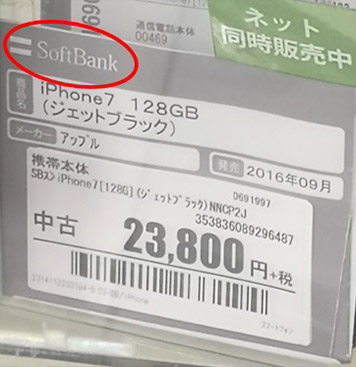 690
通信電話本体
00469
ネット
同時販売中
SoftBank
商品名
iPhone7 128GB
(ジェットブラック)
メーカー
アップル
発売
2016年09月
携帯本体
SBス> iPhone7[128G](ジェットブラック)NNCP2J
0691997
353836089296487
中古
23,800円+税
スマートフォン